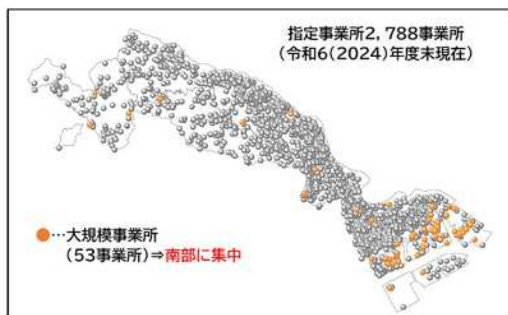 指定事業所2,788事業所
(令和6(2024)年度末現在)
●…大規模事業所
(53事業所)⇒南部に集中